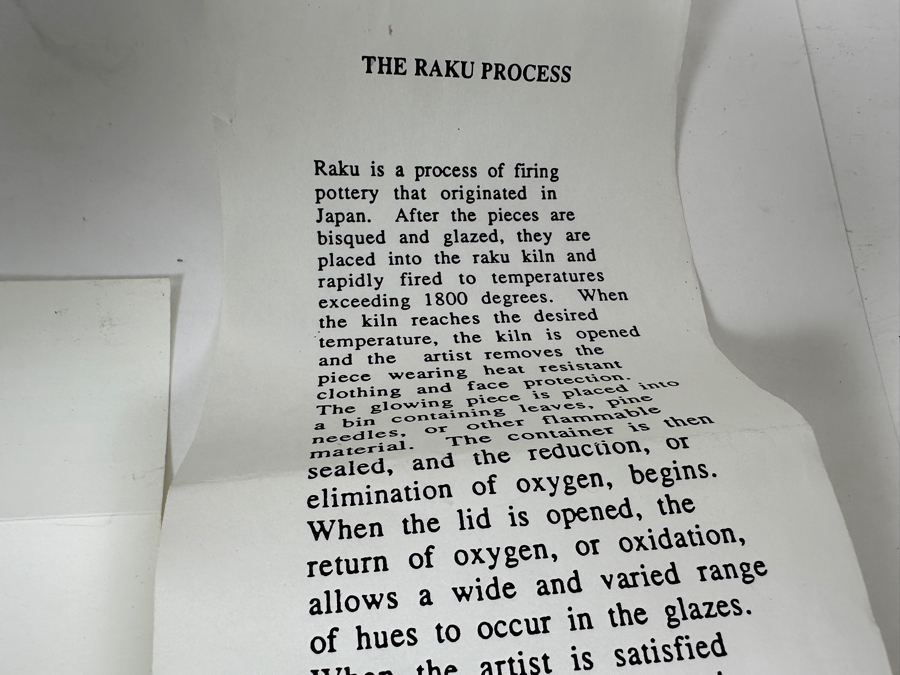 THE RAKU PROCESS
Raku is a process of firing
pottery that originated in
Japan. After the pieces are
bisqued and glazed, they are
placed into the raku kiln and
rapidly fired to temperatures
exceeding 1800 degrees. When
the kiln reaches the desired
temperature, the kiln is opened
and the artist removes the
piece wearing heat resistant
clothing and face protection.
The glowing piece is placed into
a bin containing leaves, pine
needles, or other flammable
material. The container is then
sealed, and the reduction, or
elimination of oxygen, begins.
When the lid is opened, the
return of oxygen, or oxidation,
allows a wide and varied range
of hues to occur in the glazes.
When the artist is satisfied